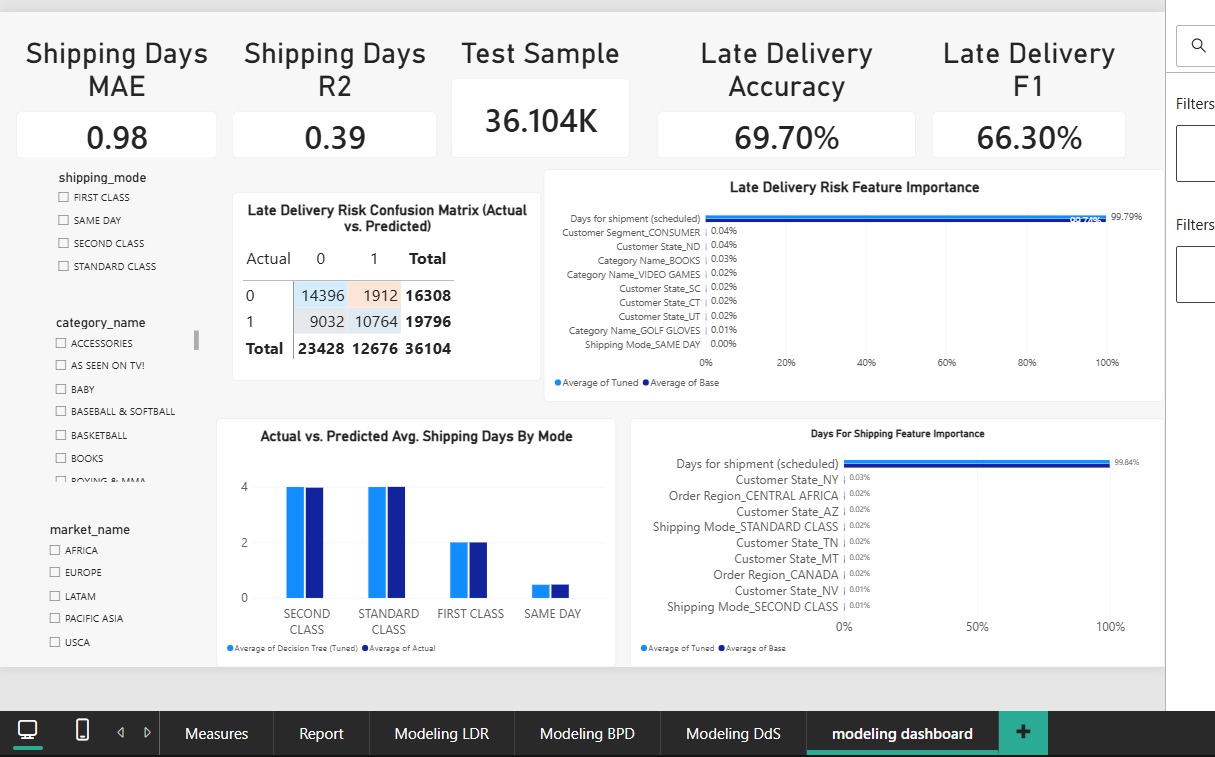 Shipping Days
MAE
0.98
Shipping Days
R2
0.39
Test Sample
36.104K
Late Delivery
Accuracy
69.70%
Late Delivery
F1
66.30%
Filters
Filters
shipping_mode
FIRST CLASS
SAME DAY
SECOND CLASS
STANDARD CLASS
category_name
ACCESSORIES
AS SEEN ON TV!
BABY
BASEBALL & SOFTBALL
BASKETBALL
BOOKS
BOXING & MMA
market_name
AFRICA
EUROPE
LATAM
PACIFIC ASIA
USCA
Late Delivery Risk Confusion Matrix (Actual
vs. Predicted)
Actual 0 1 Total
0 14396 1912 16308
1 9032 10764 19796
Total 23428 12676 36104
Late Delivery Risk Feature Importance
Days for shipment (scheduled) 99.74% 99.79%
Customer Segment_CONSUMER 0.04%
Customer State_ND 0.04%
Category Name_BOOKS 0.03%
Category Name_VIDEO GAMES 0.02%
Customer State_SC 0.02%
Customer State_CT 0.02%
Customer State_UT 0.02%
Category Name_GOLF GLOVES 0.01%
Shipping Mode_SAME DAY 0.00%
0% 20% 40% 60% 80% 100%
Average of Tuned Average of Base
Actual vs. Predicted Avg. Shipping Days By Mode
4
2
0
SECOND
CLASS
STANDARD
CLASS
FIRST CLASS
SAME DAY
Average of Decision Tree (Tuned) Average of Actual
Days For Shipping Feature Importance
Days for shipment (scheduled) 99.84%
Customer State_NY 0.03%
Order Region_CENTRAL AFRICA 0.02%
Customer State_AZ 0.02%
Shipping Mode_STANDARD CLASS 0.02%
Customer State_TN 0.02%
Customer State_MT 0.02%
Order Region_CANADA 0.02%
Customer State_NV 0.01%
Shipping Mode_SECOND CLASS 0.01%
0% 50% 100%
Average of Tuned Average of Base
Measures Report Modeling LDR Modeling BPD Modeling DdS modeling dashboard +